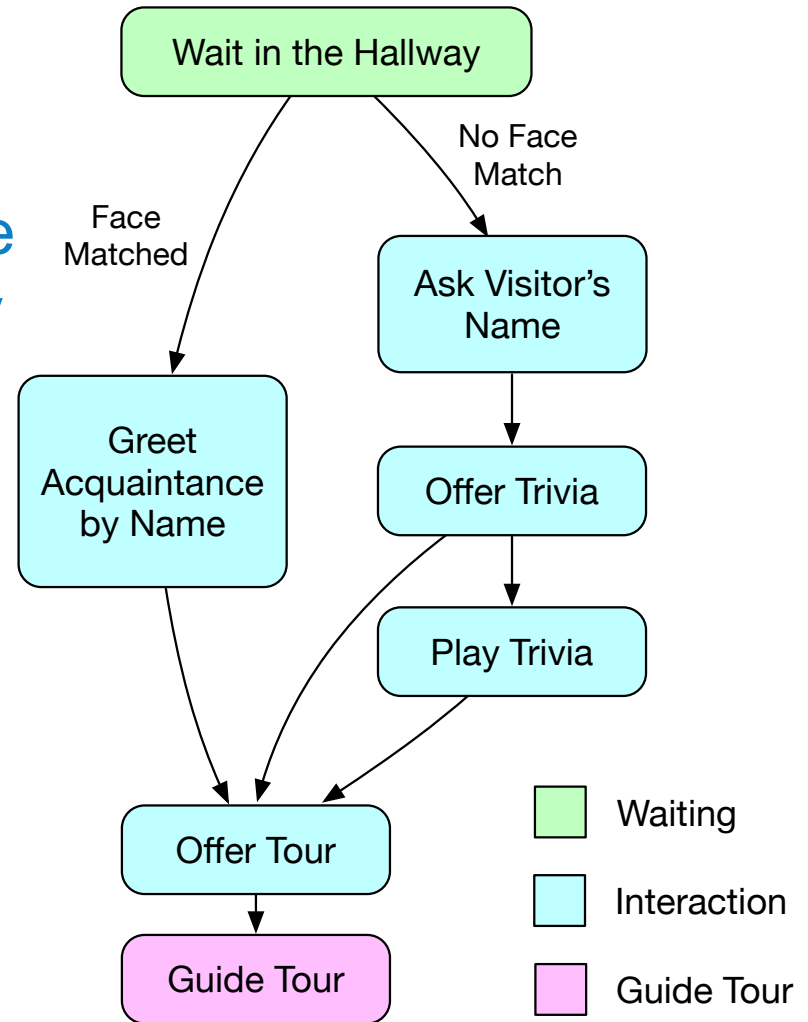 Wait in the Hallway
No Face
Match
Face
Matched
Ask Visitor's
Name
Greet
Acquaintance
by Name
Offer Trivia
Play Trivia
Offer Tour
Guide Tour
Waiting
Interaction
Guide Tour